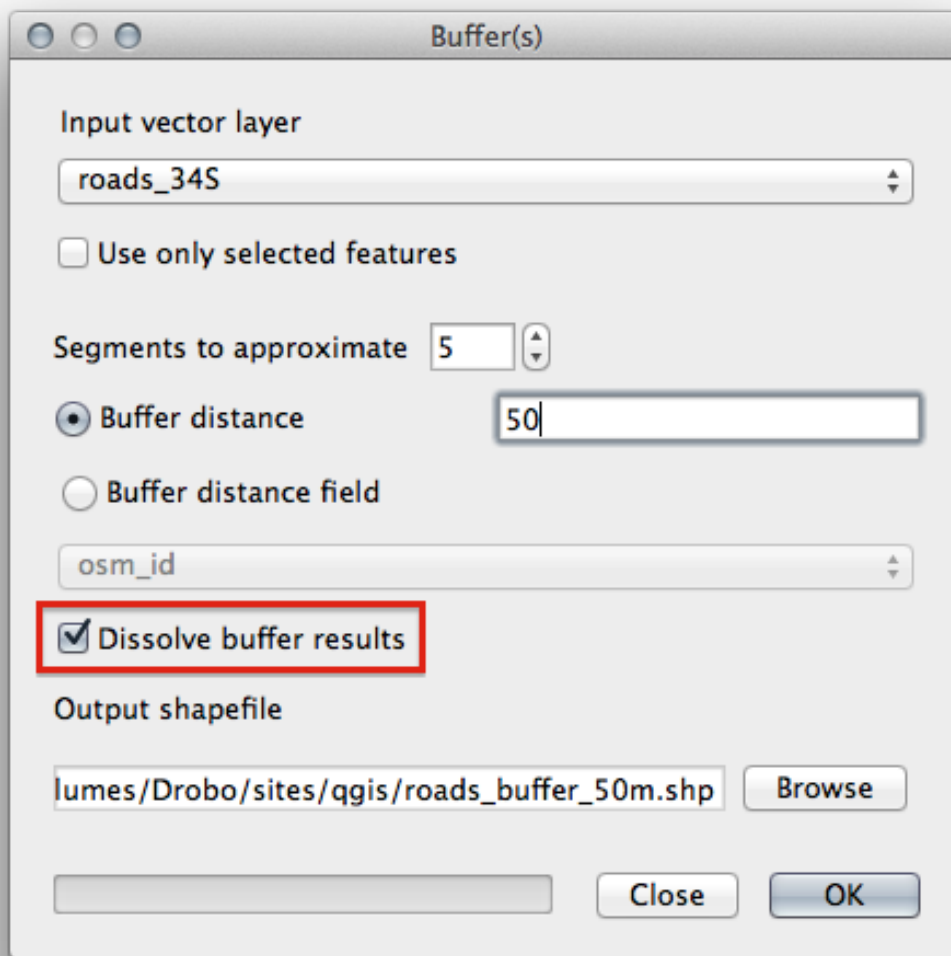 Buffer(s)
Input vector layer
roads_34S
Use only selected features
Segments to approximate 5
Buffer distance 50
Buffer distance field
osm_id
Dissolve buffer results
Output shapefile
lumes/Drobo/sites/qgis/roads_buffer_50m.shp Browse
Close OK